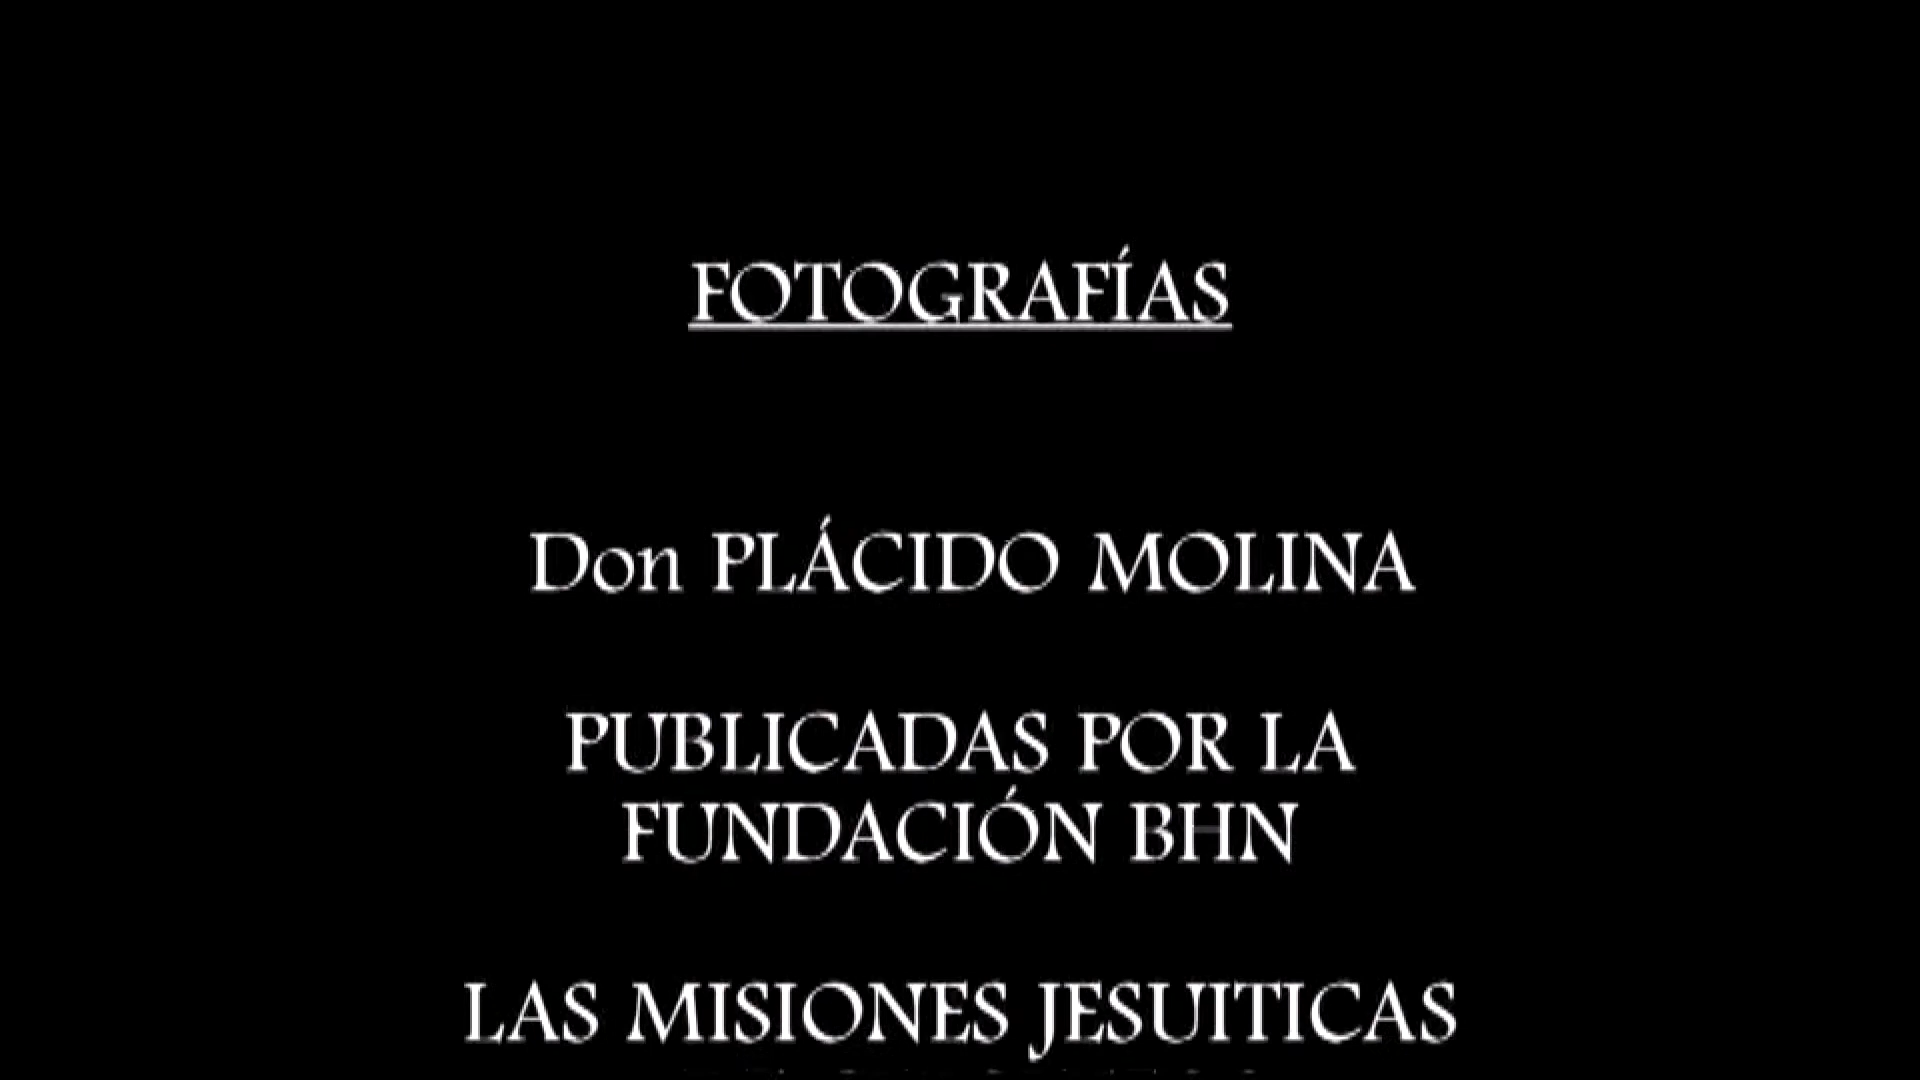 FOTOGRAFÍAS
Don PLÁCIDO MOLINA
PUBLICADAS POR LA
FUNDACIÓN BHN
LAS MISIONES JESUITICAS